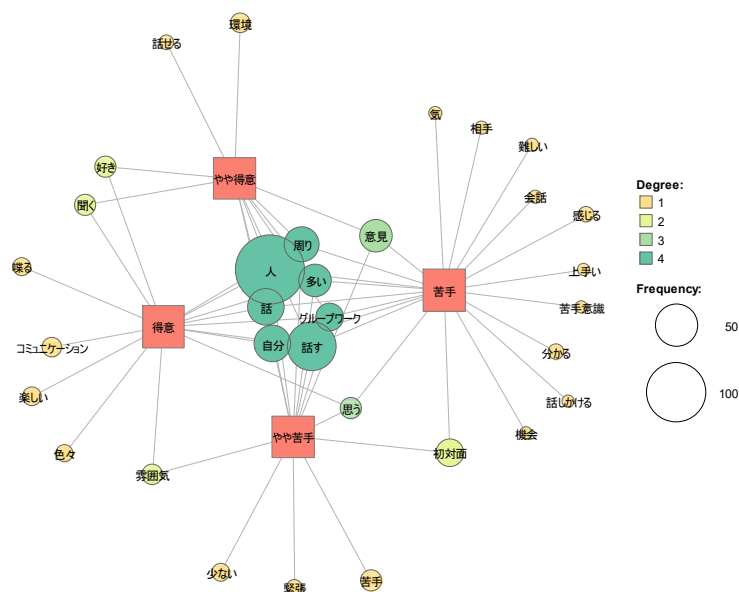 環境
話せる
気
相手
難しい
好き
やや得意
会話
聞く
感じる
意見
周り
人
多い
上手い
喋る
苦手
話
苦手意識
グループワーク
得意
自分
話す
コミュニケーション
分かる
楽しい
話しかける
思う
機会
やや苦手
色々
初対面
雰囲気
少ない
緊張
苦手
Degree:
1
2
3
4
Frequency:
50
100